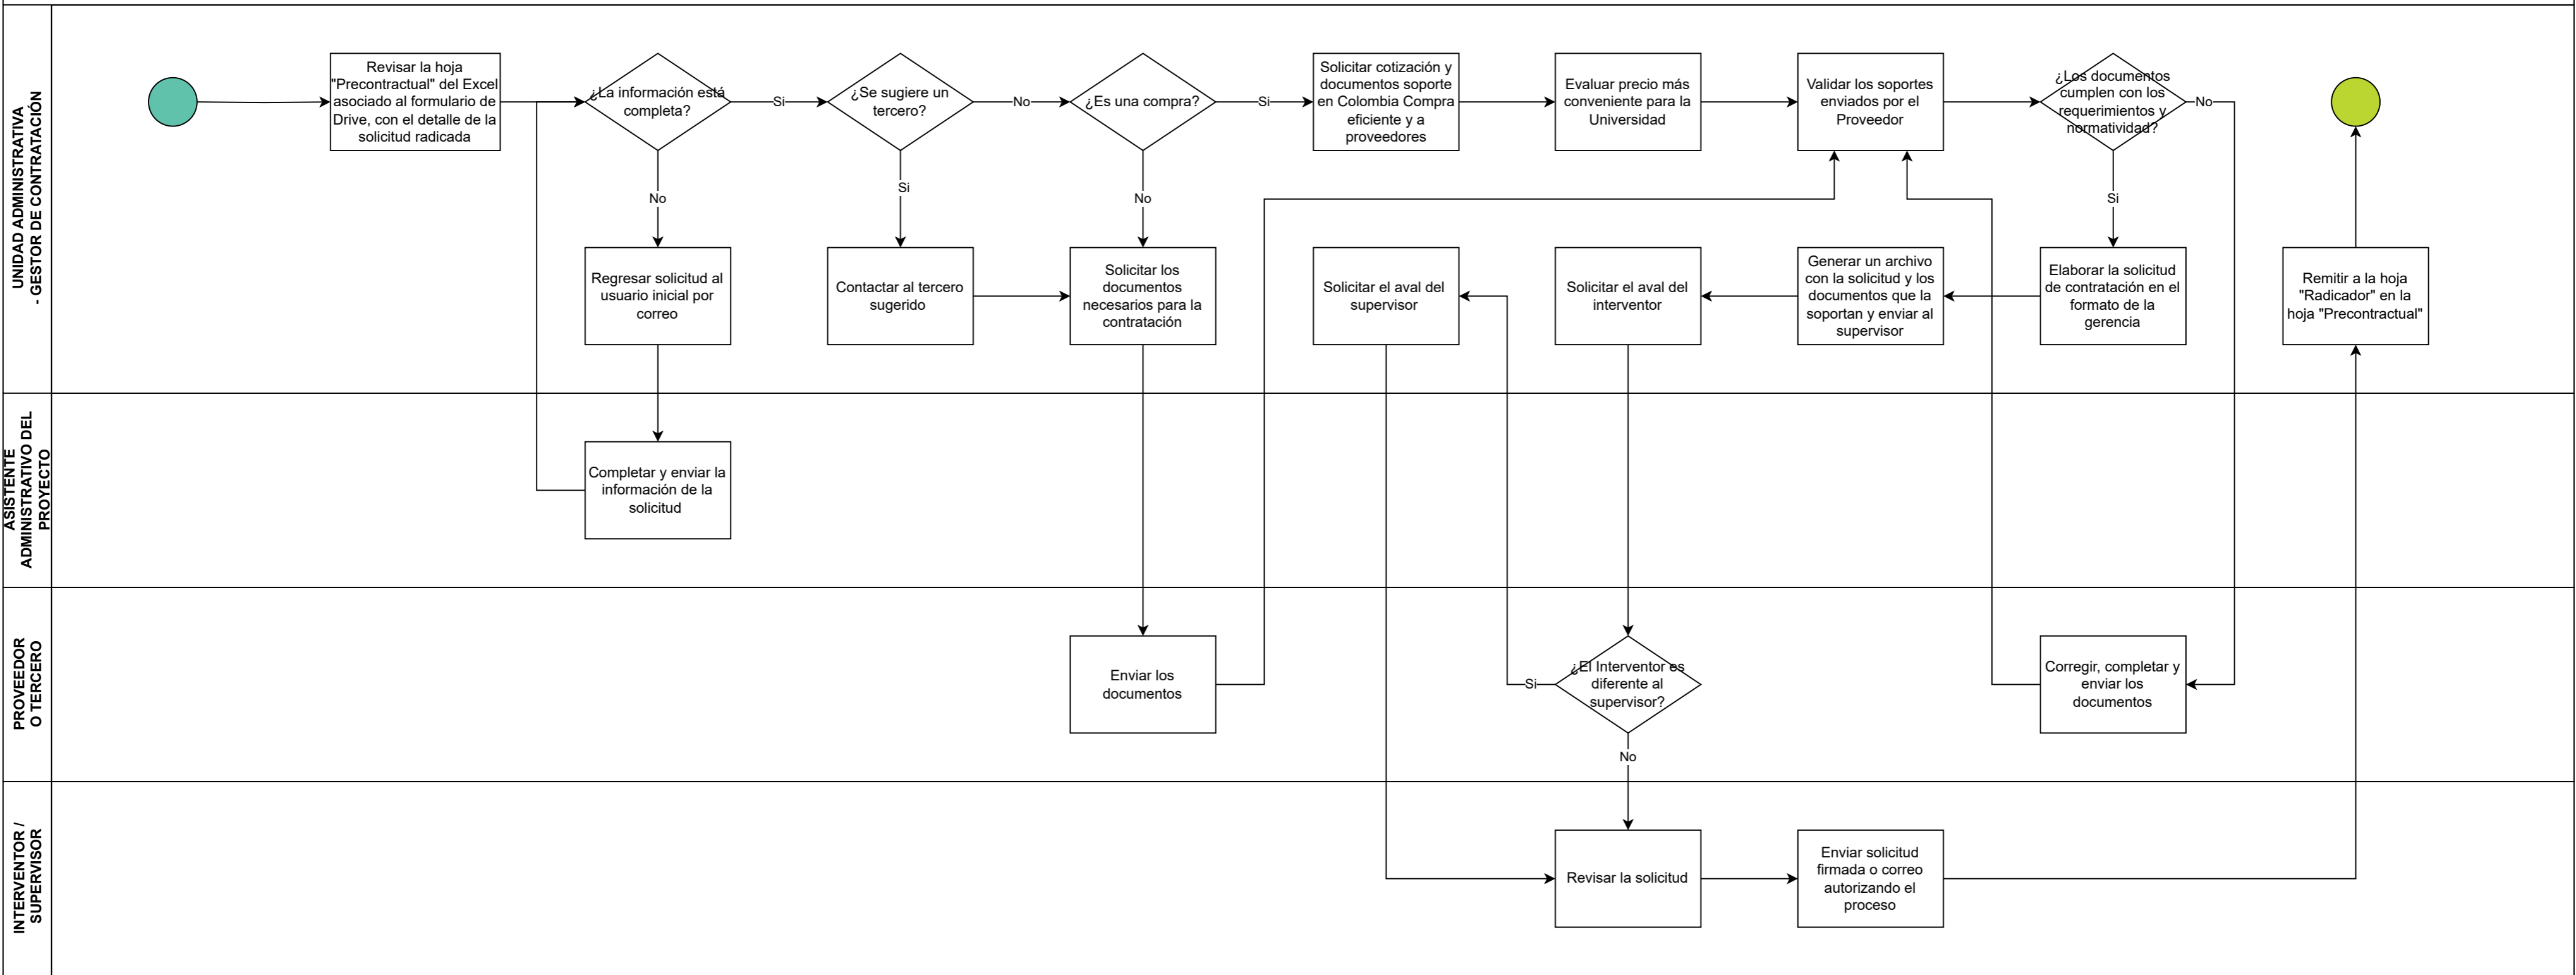 UNIDAD ADMINISTRATIVA
- GESTOR DE CONTRATACIÓN
Revisar la hoja
"Precontractual" del Excel
asociado al formulario de
Drive, con el detalle de la
solicitud radicada
¿La información está
completa?
Si
¿Se sugiere un
tercero?
No
¿Es una compra?
Si
Solicitar cotización y
documentos soporte
en Colombia Compra
eficiente y a
proveedores
Evaluar precio más
conveniente para la
Universidad
Validar los soportes
enviados por el
Proveedor
¿Los documentos
cumplen con los
requerimientos y
normatividad?
No
No
Si
No
Si
Regresar solicitud al
usuario inicial por
correo
Contactar al tercero
sugerido
Solicitar los
documentos
necesarios para la
contratación
Solicitar el aval del
supervisor
Solicitar el aval del
interventor
Generar un archivo
con la solicitud y los
documentos que la
soportan y enviar al
supervisor
Elaborar la solicitud
de contratación en el
formato de la
gerencia
Remitir a la hoja
"Radicador" en la
hoja "Precontractual"
ASISTENTE
ADMINISTRATIVO DEL
PROYECTO
Completar y enviar la
información de la
solicitud
PROVEEDOR
O TERCERO
Enviar los
documentos
Si
¿El Interventor es
diferente al
supervisor?
No
Corregir, completar y
enviar los
documentos
INTERVENTOR /
SUPERVISOR
Revisar la solicitud
Enviar solicitud
firmada o correo
autorizando el
proceso